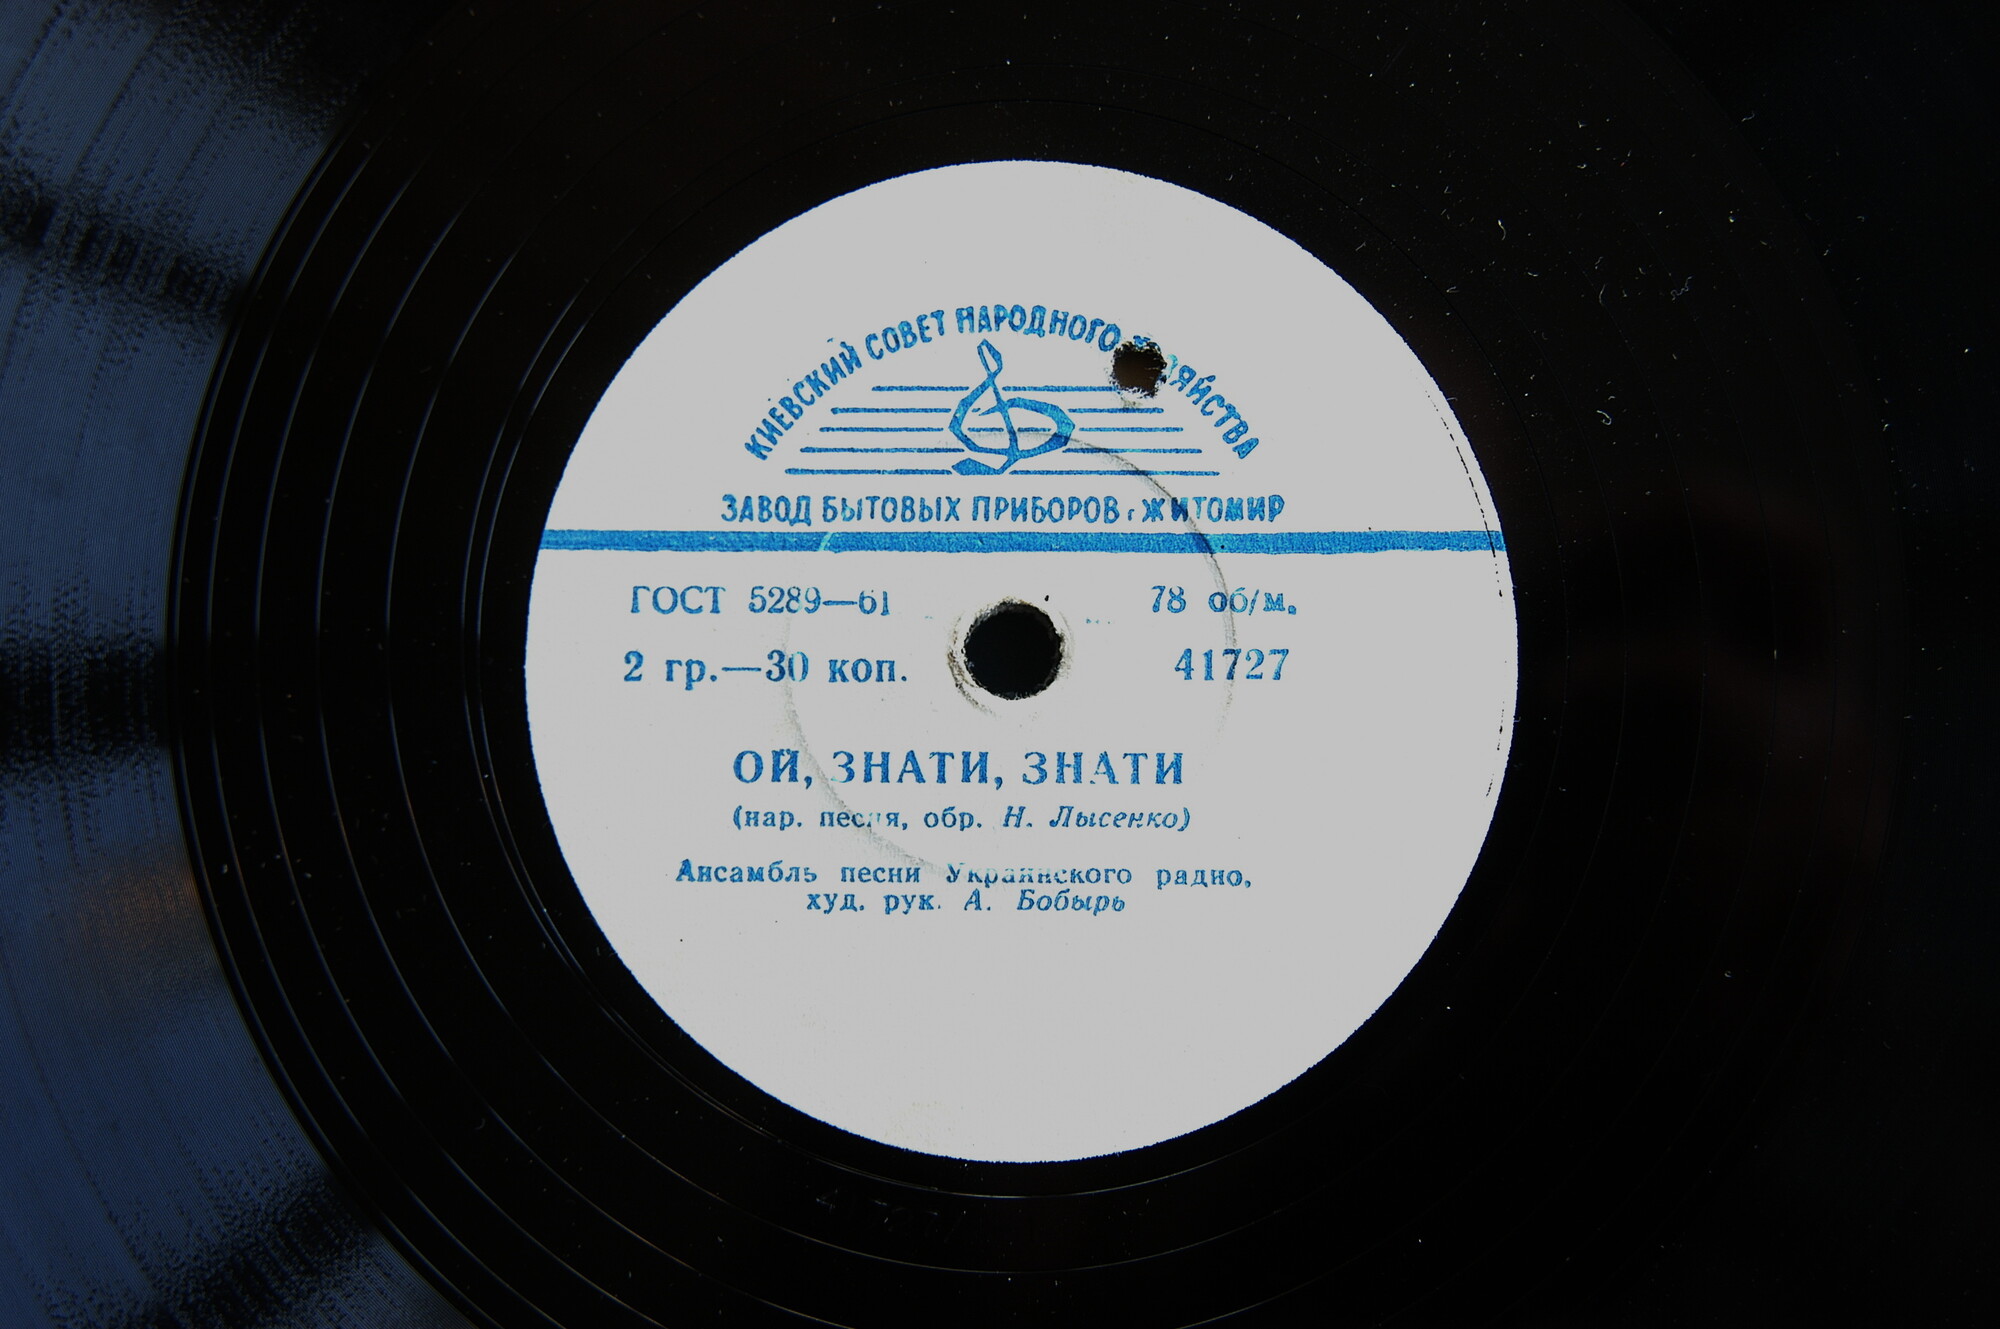 КИЕВСКИЙ СОВЕТ НАРОДНОГО
ЗАВОД БЫТОВЫХ ПРИБОРОВ г ЖИТОМИР
ГОСТ 5289—61 78 об/м.
2 гр.—30 коп. 41727
ОЙ, ЗНАТИ, ЗНАТИ
(нар. песня, обр. Н. Лысенко)
Ансамбль песни Украинского радио,
худ. рук. А. Бобырь